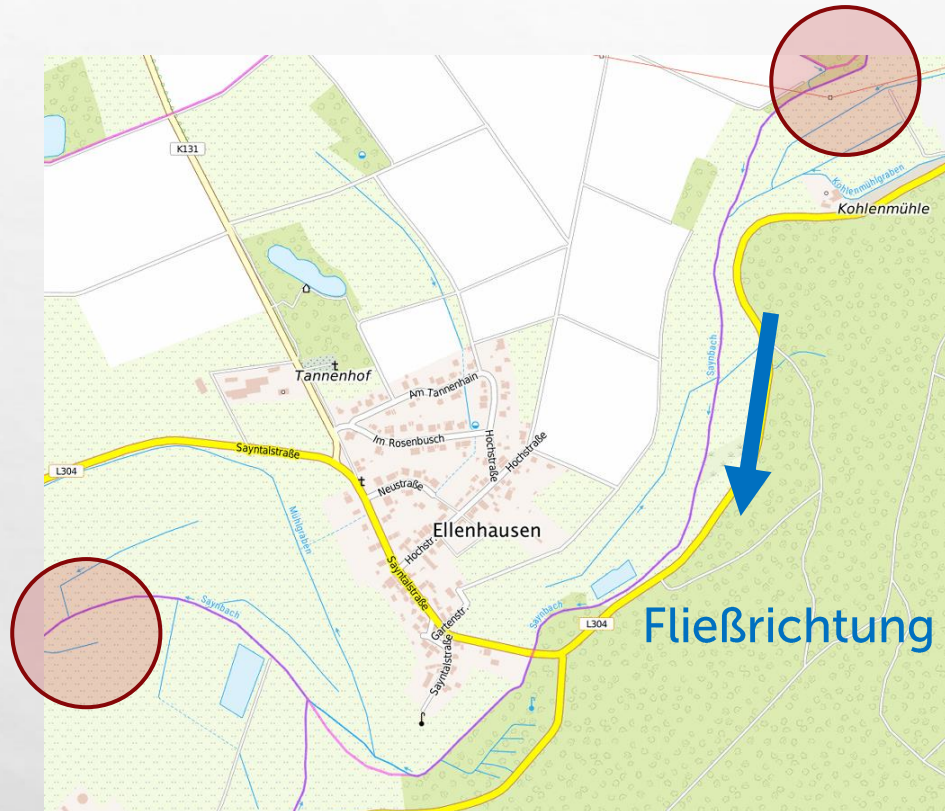 K131
Kohlenmühlgraben
Kohlenmühle
Saynbach
Tannenhof
Am Tannenhain
Im Rosenbusch
Hochstraße
Hochstraße
Sayntalstraße
L304
Neustraße
Mühlgraben
Ellenhausen
Hochstr.
Sayntalstraße
Saynbach
Gartenstr.
Saynbach
L304
Fließrichtung
Sayntalstraße